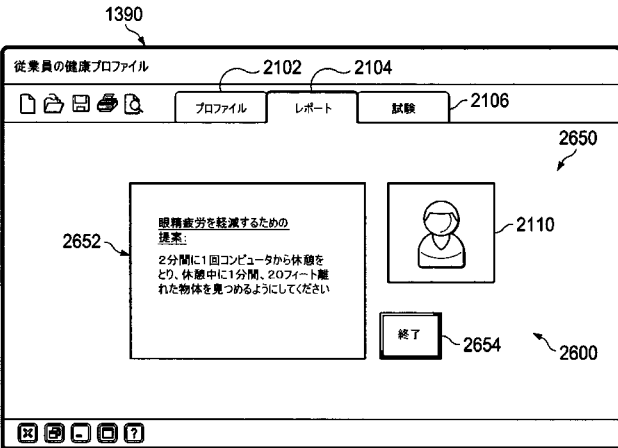 1390
従業員の健康プロファイル
2102
2104
プロファイル
レポート
試験
2106
2650
眼精疲労を軽減するための
提案:
2110
2652
2分間に1回コンピュータから休憩を
とり、休憩中に1分間、20フィート離
れた物体を見つめるようにしてください
終了
2654
2600
?